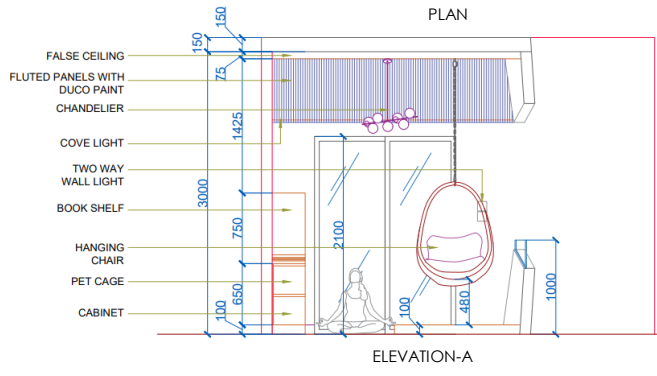 PLAN
150
150
FALSE CEILING
75
FLUTED PANELS WITH
DUCO PAINT
CHANDELIER
1425
COVE LIGHT
TWO WAY
WALL LIGHT
3000
BOOK SHELF
750
2100
HANGING
CHAIR
PET CAGE
650
480
1000
CABINET
100
100
ELEVATION-A